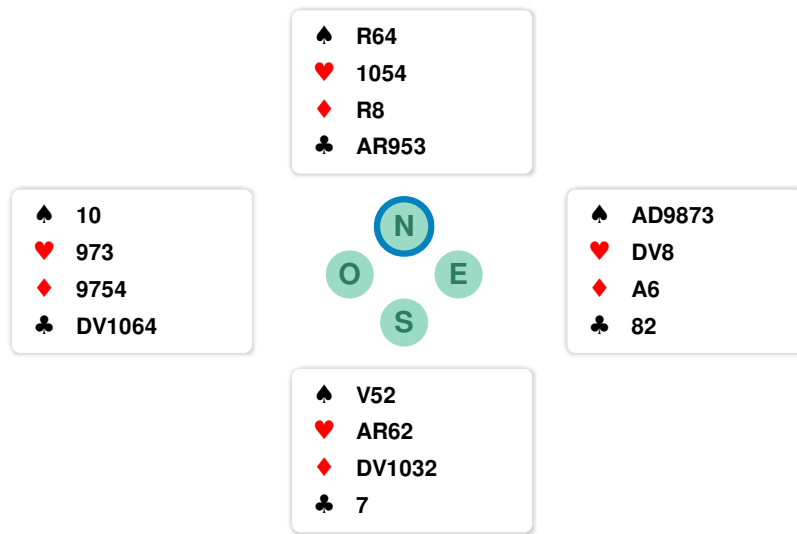 ♠ R64
♥ 1054
♦ R8
♣ AR953
♠ 10
♥ 973
♦ 9754
♣ DV1064
N
O E
S
♠ AD9873
♥ DV8
♦ A6
♣ 82
♠ V52
♥ AR62
♦ DV1032
♣ 7